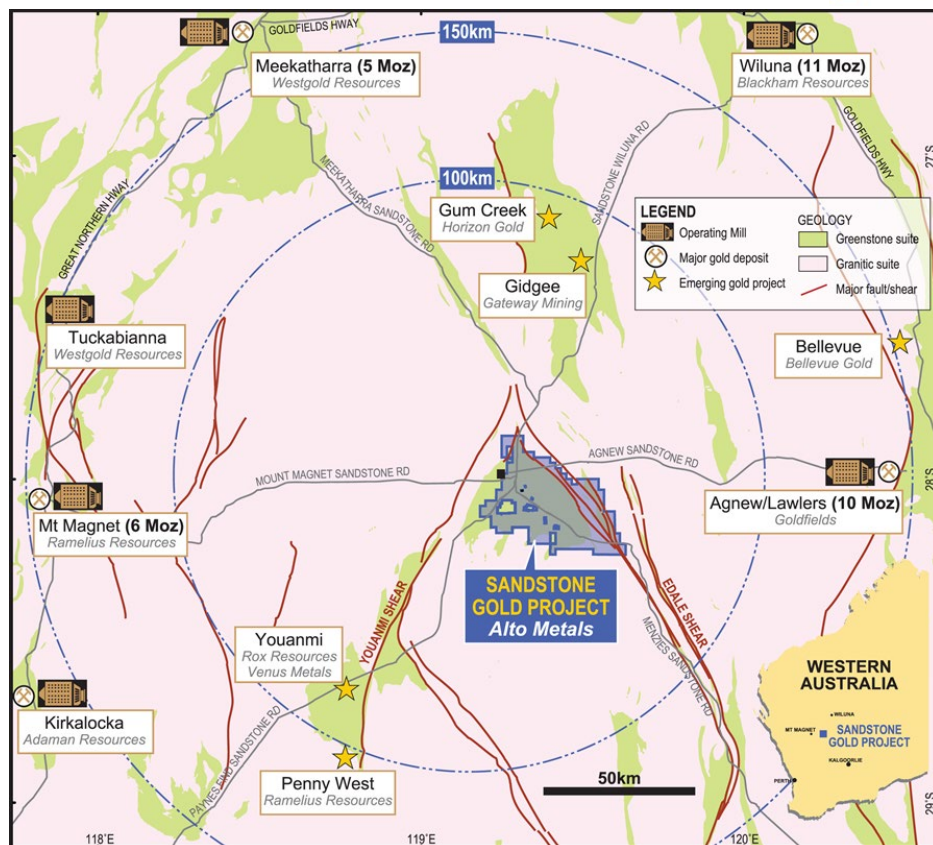 GOLDFIELDS HWY
150km
Meekatharra (5 Moz)
Westgold Resources
Wiluna (11 Moz)
Blackham Resources
GOLDFIELDS HWY
27°S
GREAT NORTHERN HWAY
MEEKATHARRA SANDSTONE RD
SANDSTONE WILUNA RD
100km
Gum Creek
Horizon Gold
Gidgee
Gateway Mining
LEGEND
Operating Mill
Major gold deposit
Emerging gold project
GEOLOGY
Greenstone suite
Granitic suite
Major fault/shear
Tuckabianna
Westgold Resources
Bellevue
Bellevue Gold
MOUNT MAGNET SANDSTONE RD
AGNEW SANDSTONE RD
28°S
Mt Magnet (6 Moz)
Ramelius Resources
Agnew/Lawlers (10 Moz)
Goldfields
SANDSTONE
GOLD PROJECT
Alto Metals
YOUANMI SHEAR
EDALE SHEAR
MENZIES SANDSTONE RD
Youanmi
Rox Resources
Venus Metals
Kirkalocka
Adaman Resources
PAYNES FIND SANDSTONE RD
Penny West
Ramelius Resources
50km
WESTERN
AUSTRALIA
WILUNA
MT MAGNET
SANDSTONE
GOLD PROJECT
KALGOORLIE
PERTH
29°S
118°E
119°E
120°E